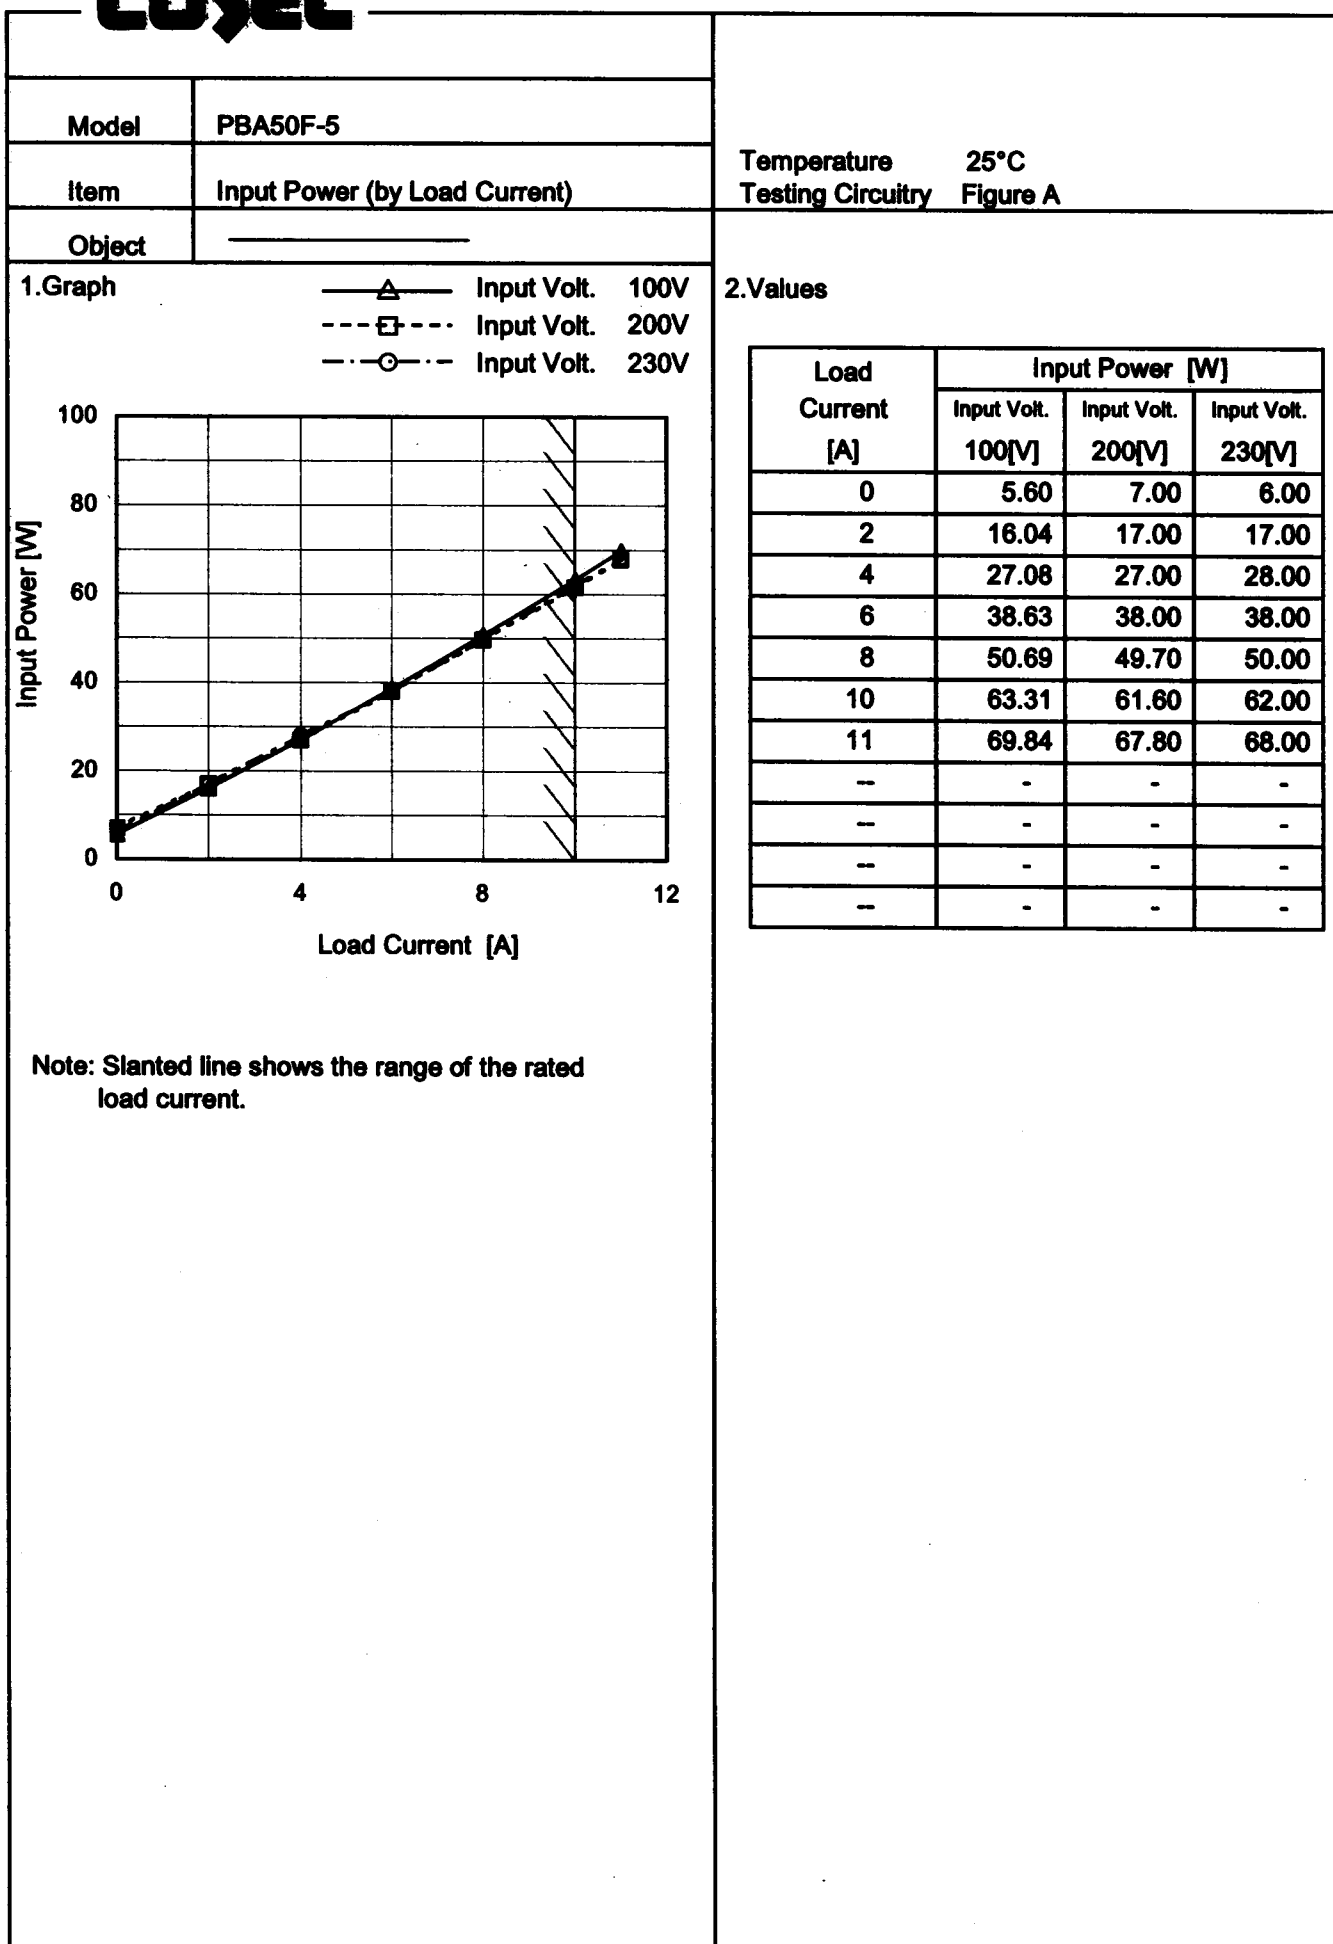 Model PBA50F-5
Item Input Power (by Load Current)
Object
Temperature 25°C
Testing Circuitry Figure A
1.Graph
Input Volt. 100V
Input Volt. 200V
Input Volt. 230V
100
80
60
40
20
0
0 4 8 12
Input Power [W]
Load Current [A]
Note: Slanted line shows the range of the rated
load current.
2.Values
Load Input Power [W]
Current Input Volt. Input Volt. Input Volt.
[A] 100[V] 200[V] 230[V]
0 5.60 7.00 6.00
2 16.04 17.00 17.00
4 27.08 27.00 28.00
6 38.63 38.00 38.00
8 50.69 49.70 50.00
10 63.31 61.60 62.00
11 69.84 67.80 68.00
-- - - -
-- - - -
-- - - -
-- - - -